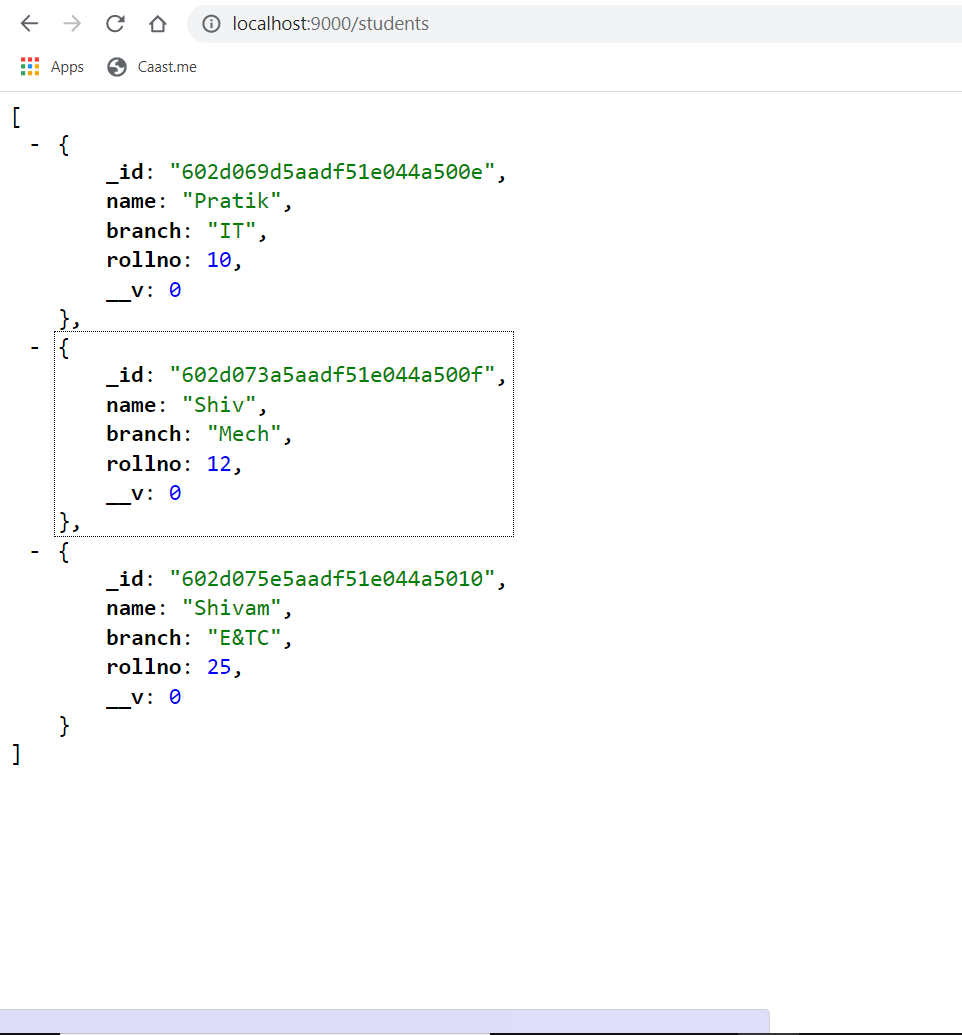 localhost:9000/students
Apps Caast.me
[
- {
_id: "602d069d5aadf51e044a500e",
name: "Pratik",
branch: "IT",
rollno: 10,
__v: 0
},
- {
_id: "602d073a5aadf51e044a500f",
name: "Shiv",
branch: "Mech",
rollno: 12,
__v: 0
},
- {
_id: "602d075e5aadf51e044a5010",
name: "Shivam",
branch: "E&TC",
rollno: 25,
__v: 0
}
]